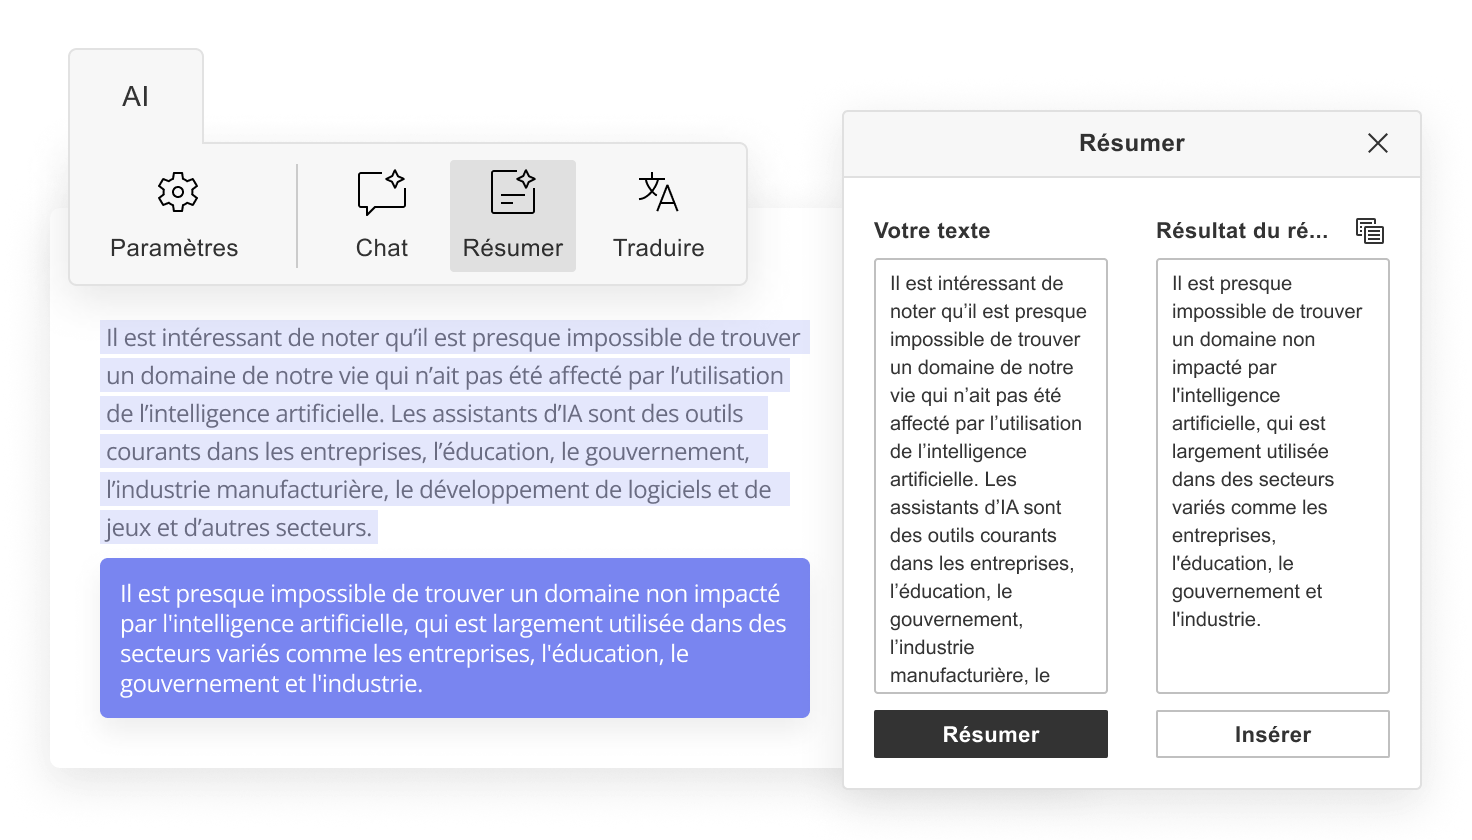 AI
Paramètres
Chat
Résumer
Traduire
Il est intéressant de noter qu’il est presque impossible de trouver
un domaine de notre vie qui n’ait pas été affecté par l’utilisation
de l’intelligence artificielle. Les assistants d’IA sont des outils
courants dans les entreprises, l’éducation, le gouvernement,
l’industrie manufacturière, le développement de logiciels et de
jeux et d’autres secteurs.
Il est presque impossible de trouver un domaine non impacté
par l'intelligence artificielle, qui est largement utilisée dans des
secteurs variés comme les entreprises, l'éducation, le
gouvernement et l'industrie.
Résumer
Votre texte
Il est intéressant de
noter qu’il est presque
impossible de trouver
un domaine de notre
vie qui n’ait pas été
affecté par l’utilisation
de l’intelligence
artificielle. Les
assistants d’IA sont
des outils courants
dans les entreprises,
l’éducation, le
gouvernement,
l’industrie
manufacturière, le
Résumer
Résultat du ré...
Il est presque
impossible de trouver
un domaine non
impacté par
l'intelligence
artificielle, qui est
largement utilisée
dans des secteurs
variés comme les
entreprises,
l'éducation, le
gouvernement et
l'industrie.
Insérer